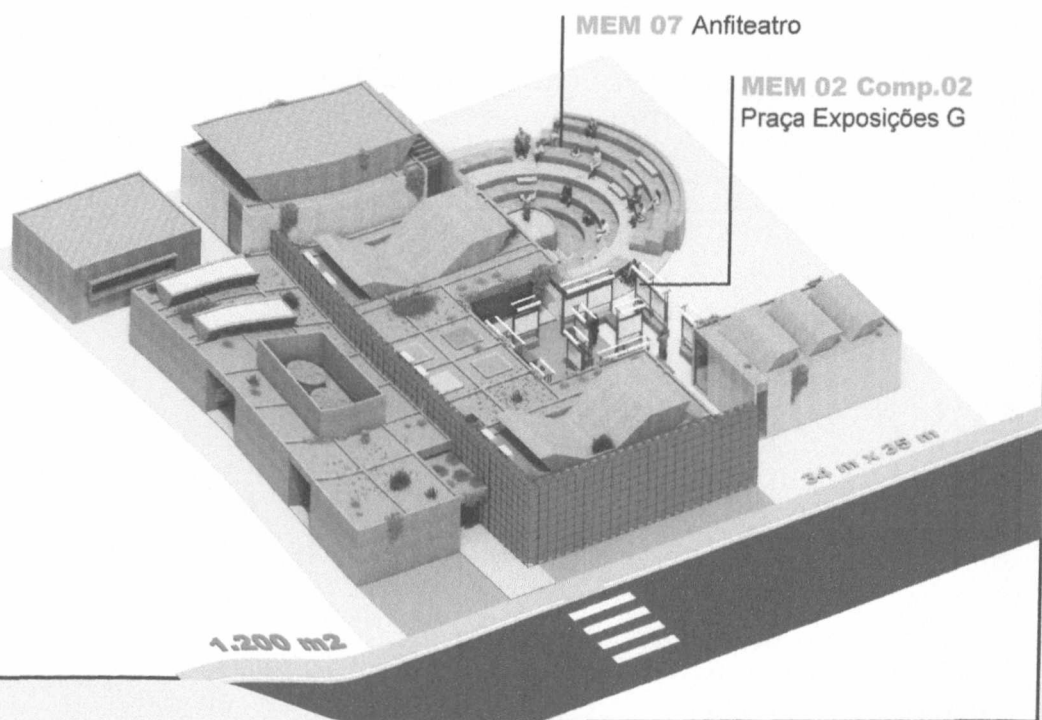 MEM 07 Anfiteatro
MEM 02 Comp.02
Praça Exposições G
34 m x 35 m
1.200 m2